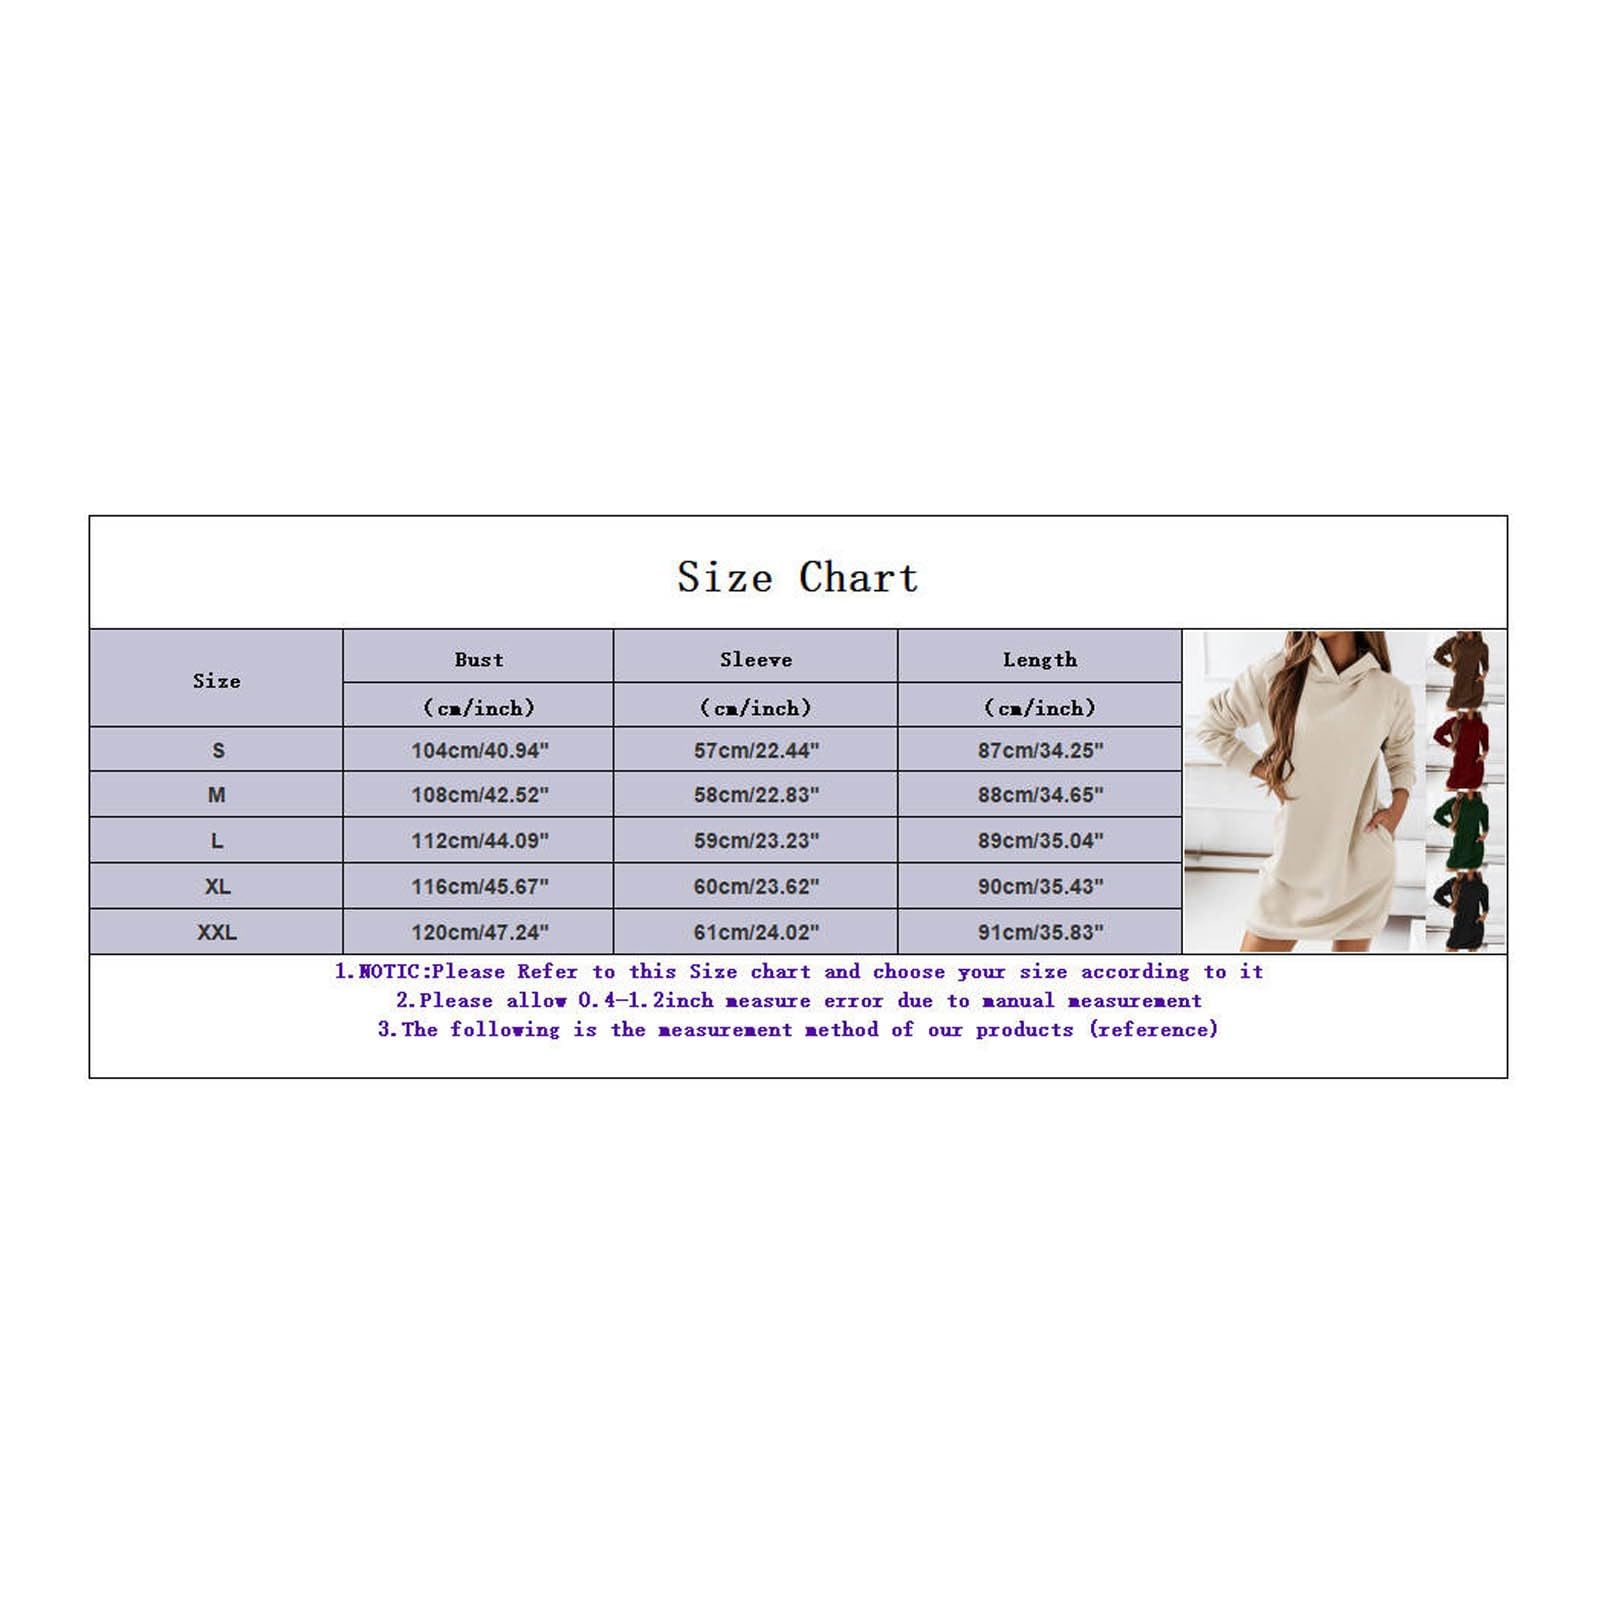 Size Chart
Size Bust Sleeve Length
(cm/inch) (cm/inch) (cm/inch)
S 104cm/40.94" 57cm/22.44" 87cm/34.25"
M 108cm/42.52" 58cm/22.83" 88cm/34.65"
L 112cm/44.09" 59cm/23.23" 89cm/35.04"
XL 116cm/45.67" 60cm/23.62" 90cm/35.43"
XXL 120cm/47.24" 61cm/24.02" 91cm/35.83"
1.NOTIC:Please Refer to this Size chart and choose your size according to it
2.Please allow 0.4-1.2inch measure error due to manual measurement
3.The following is the measurement method of our products (reference)